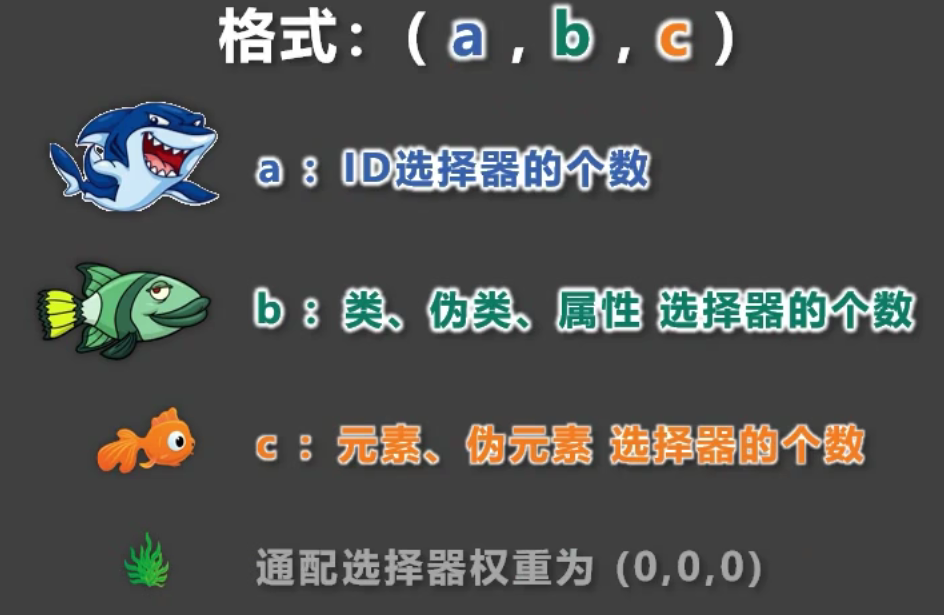 格式：( a , b , c )
a : ID选择器的个数
b : 类、伪类、属性 选择器的个数
c : 元素、伪元素 选择器的个数
通配选择器权重为 (0,0,0)